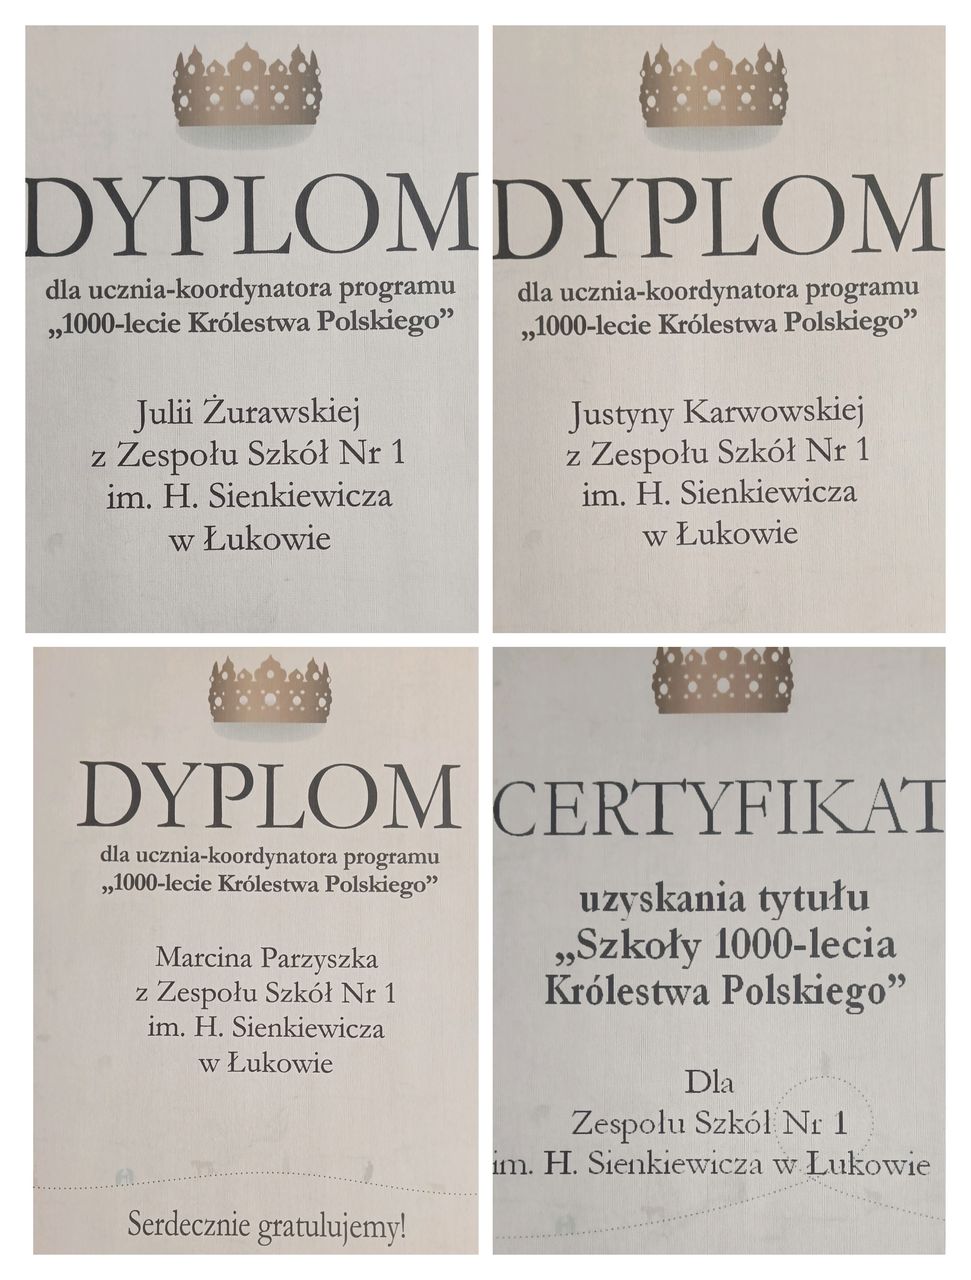 DYPLOM
dla ucznia-koordynatora programu
„1000-lecie Królestwa Polskiego”
Julii Żurawskiej
z Zespołu Szkół Nr 1
im. H. Sienkiewicza
w Łukowie
DYPLOM
dla ucznia-koordynatora programu
„1000-lecie Królestwa Polskiego”
Justyny Karwowskiej
z Zespołu Szkół Nr 1
im. H. Sienkiewicza
w Łukowie
DYPLOM
dla ucznia-koordynatora programu
„1000-lecie Królestwa Polskiego”
Marcina Parzyszka
z Zespołu Szkół Nr 1
im. H. Sienkiewicza
w Łukowie
Serdecznie gratulujemy!
CERTYFIKAT
uzyskania tytułu
„Szkoły 1000-lecia
Królestwa Polskiego”
Dla
Zespołu Szkół Nr 1
im. H. Sienkiewicza w Łukowie